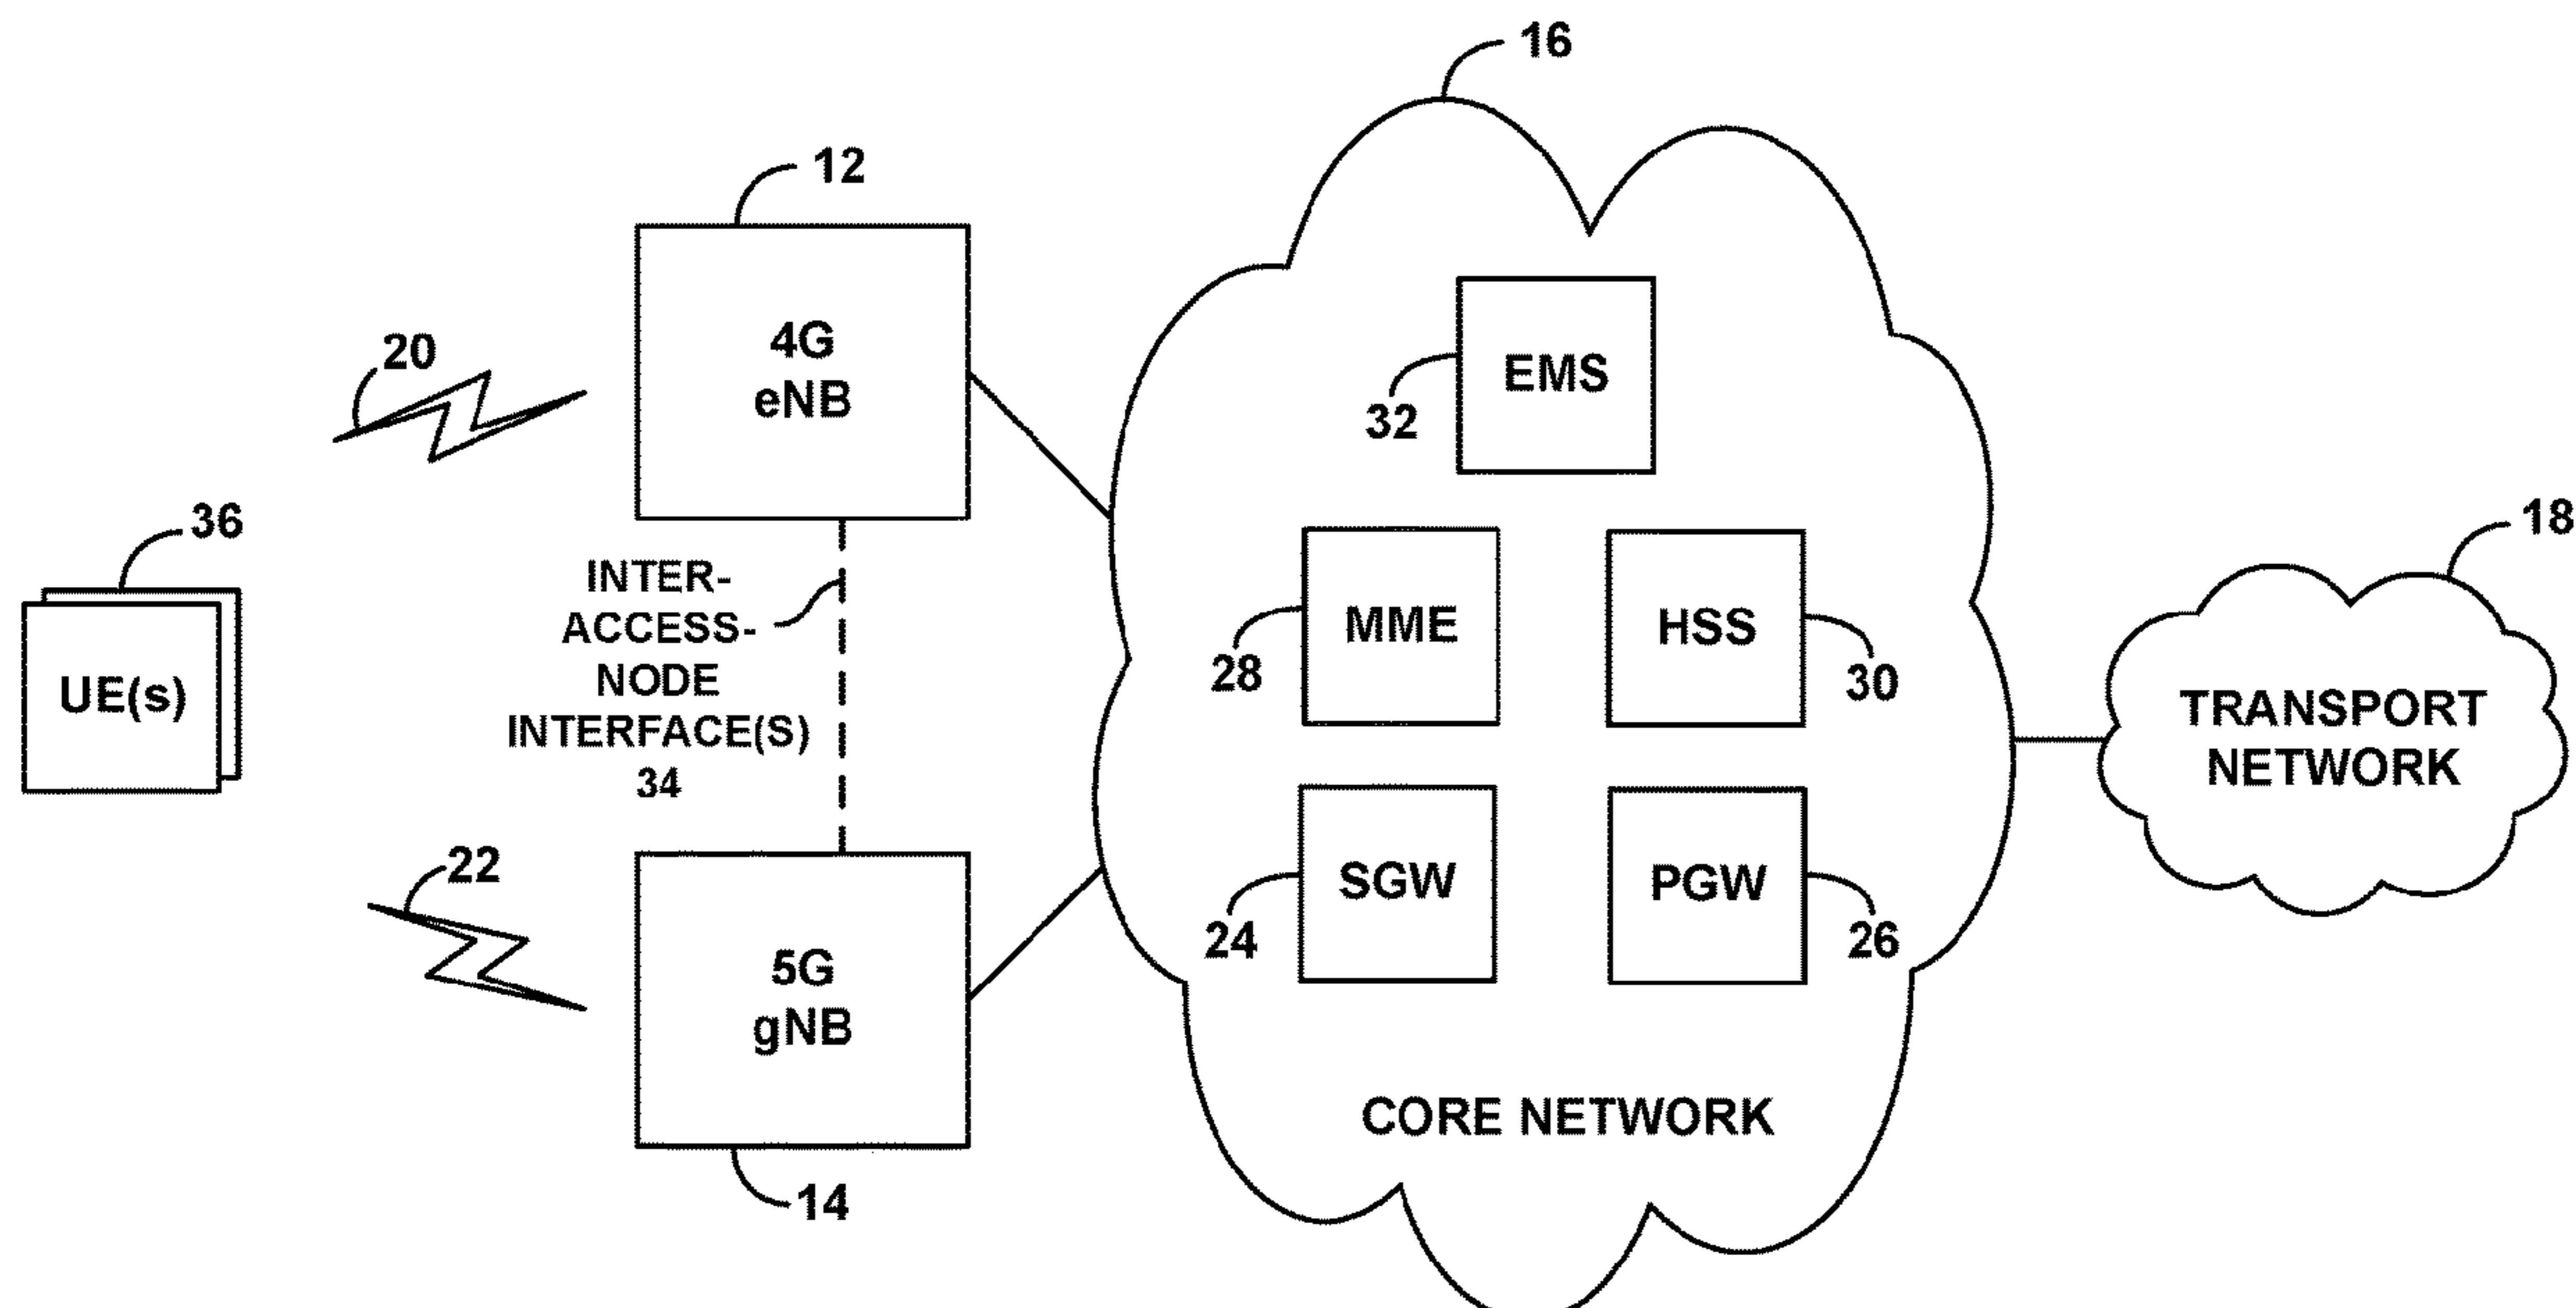 16
12
4G
eNB
20
EMS
32
36
UE(s)
INTER-
ACCESS-
NODE
INTERFACE(S)
34
MME
28
HSS
30
18
TRANSPORT
NETWORK
22
5G
gNB
14
SGW
24
PGW
26
CORE NETWORK